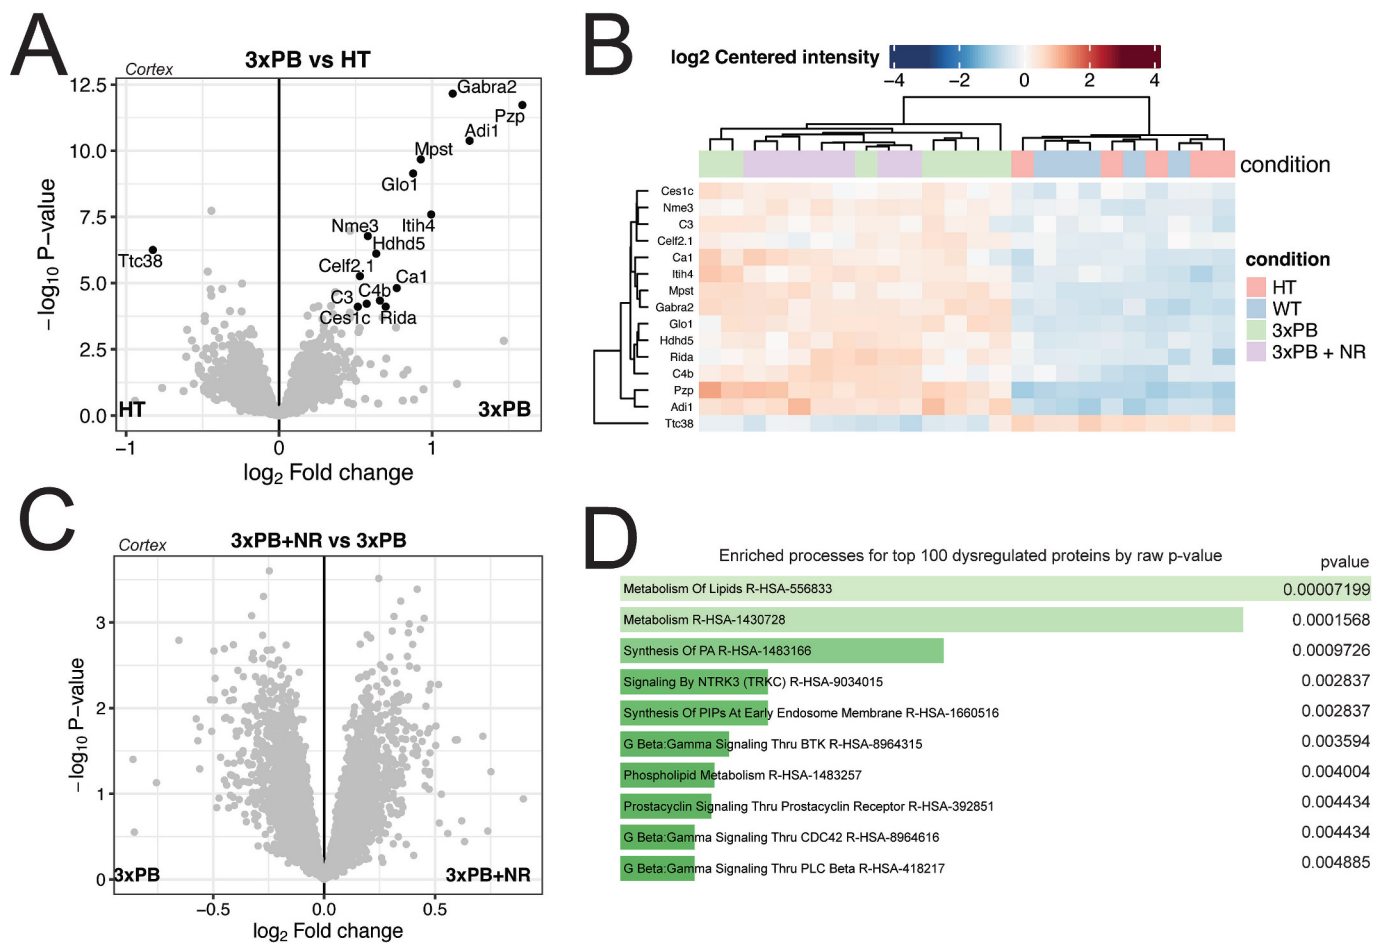 A
3xPB vs HT
Cortex
12.5
10.0
7.5
5.0
2.5
0.0
− log10 P-value
Gabra2
Pzp
Adi1
Mpst
Glo1
Itih4
Nme3
Hdhd5
Ttc38
Celf2.1
Ca1
C3
C4b
Ces1c
Rida
HT
3xPB
−1
0
1
log2 Fold change
B
log2 Centered intensity
−4
−2
0
2
4
condition
Ces1c
Nme3
C3
Celf2.1
Ca1
Itih4
Mpst
Gabra2
Glo1
Hdhd5
Rida
C4b
Pzp
Adi1
Ttc38
condition
HT
WT
3xPB
3xPB + NR
C
3xPB+NR vs 3xPB
Cortex
3
2
1
0
− log10 P-value
3xPB
3xPB+NR
−0.5
0.0
0.5
log2 Fold change
D
Enriched processes for top 100 dysregulated proteins by raw p-value
pvalue
Metabolism Of Lipids R-HSA-556833 0.00007199
Metabolism R-HSA-1430728 0.0001568
Synthesis Of PA R-HSA-1483166 0.0009726
Signaling By NTRK3 (TRKC) R-HSA-9034015 0.002837
Synthesis Of PIPs At Early Endosome Membrane R-HSA-1660516 0.002837
G Beta:Gamma Signaling Thru BTK R-HSA-8964315 0.003594
Phospholipid Metabolism R-HSA-1483257 0.004004
Prostacyclin Signaling Thru Prostacyclin Receptor R-HSA-392851 0.004434
G Beta:Gamma Signaling Thru CDC42 R-HSA-8964616 0.004434
G Beta:Gamma Signaling Thru PLC Beta R-HSA-418217 0.004885